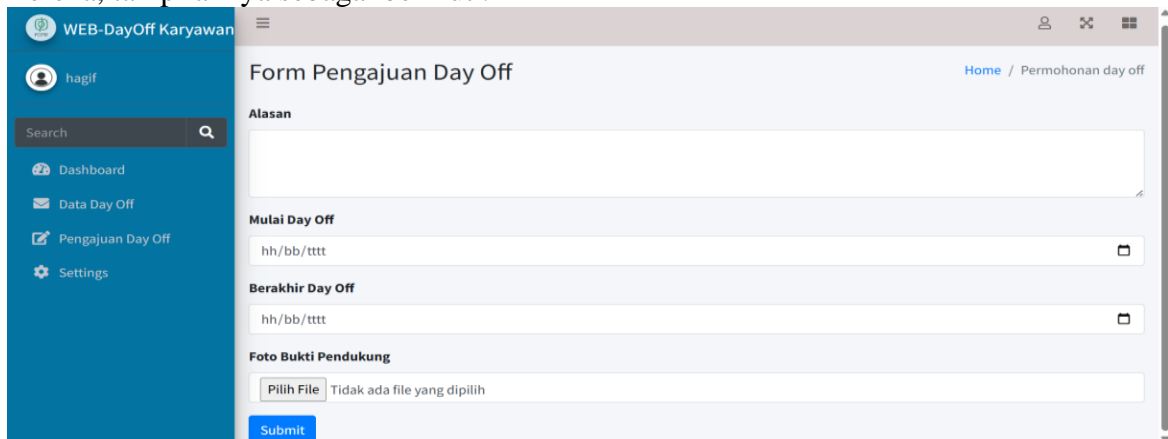 WEB-DayOff Karyawan
hagif
Search
Dashboard
Data Day Off
Pengajuan Day Off
Settings
Form Pengajuan Day Off
Home / Permohonan day off
Alasan
Mulai Day Off
hh/bb/tttt
Berakhir Day Off
hh/bb/tttt
Foto Bukti Pendukung
Pilih File Tidak ada file yang dipilih
Submit